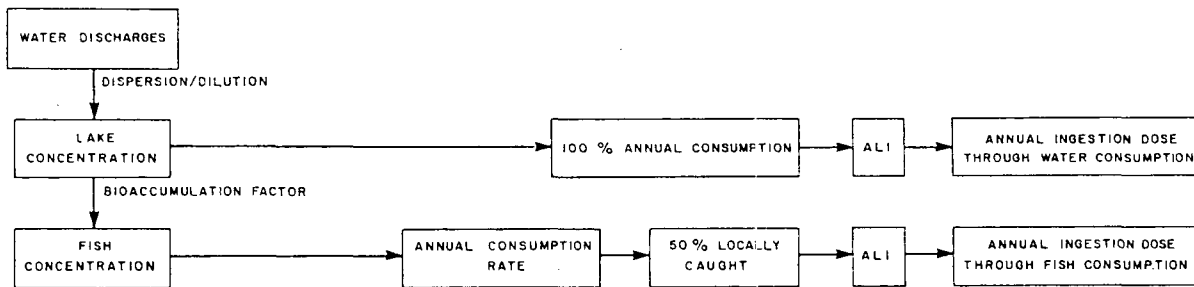 WATER DISCHARGES
DISPERSION/DILUTION
LAKE
CONCENTRATION
100 % ANNUAL CONSUMPTION
ALI
ANNUAL INGESTION DOSE
THROUGH WATER CONSUMPTION
BIOACCUMULATION FACTOR
FISH
CONCENTRATION
ANNUAL CONSUMPTION
RATE
50 % LOCALLY
CAUGHT
ALI
ANNUAL INGESTION DOSE
THROUGH FISH CONSUMPTION